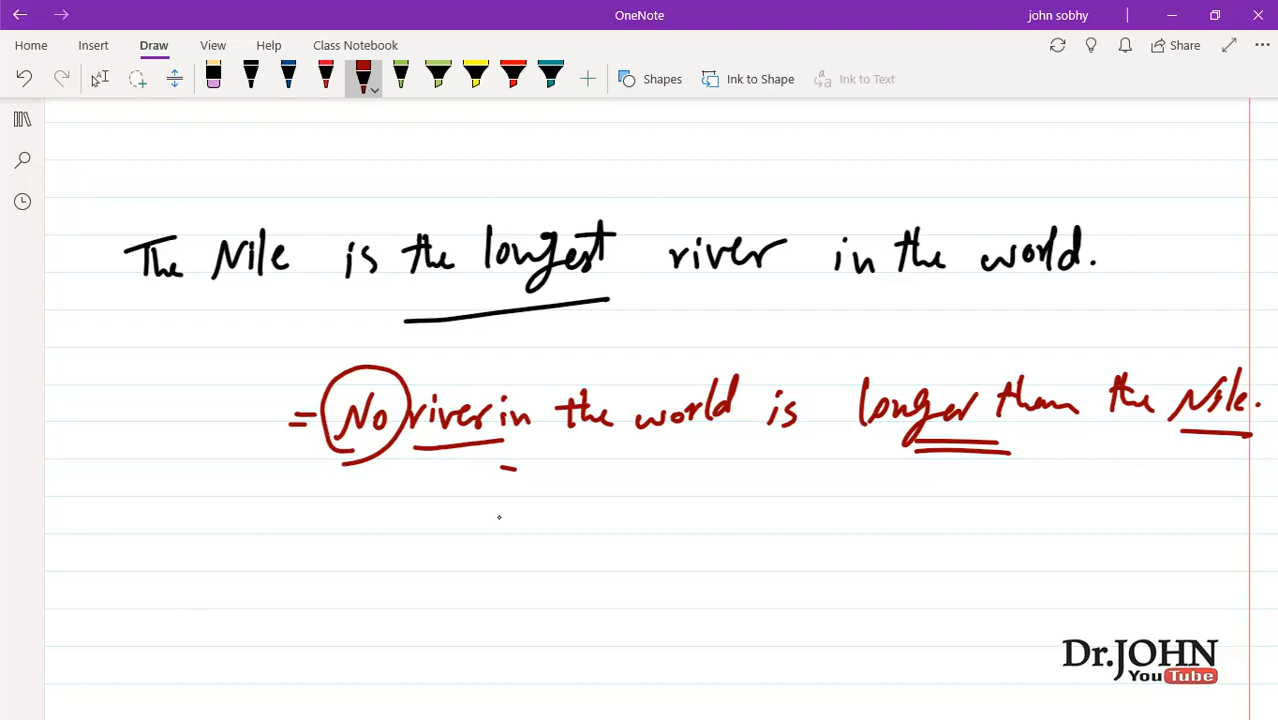 OneNote
john sobhy
Home Insert Draw View Help Class Notebook
Share
Shapes Ink to Shape Ink to Text
The Nile is the longest river in the world.
= No river in the world is longer than the Nile.
Dr.JOHN
YouTube